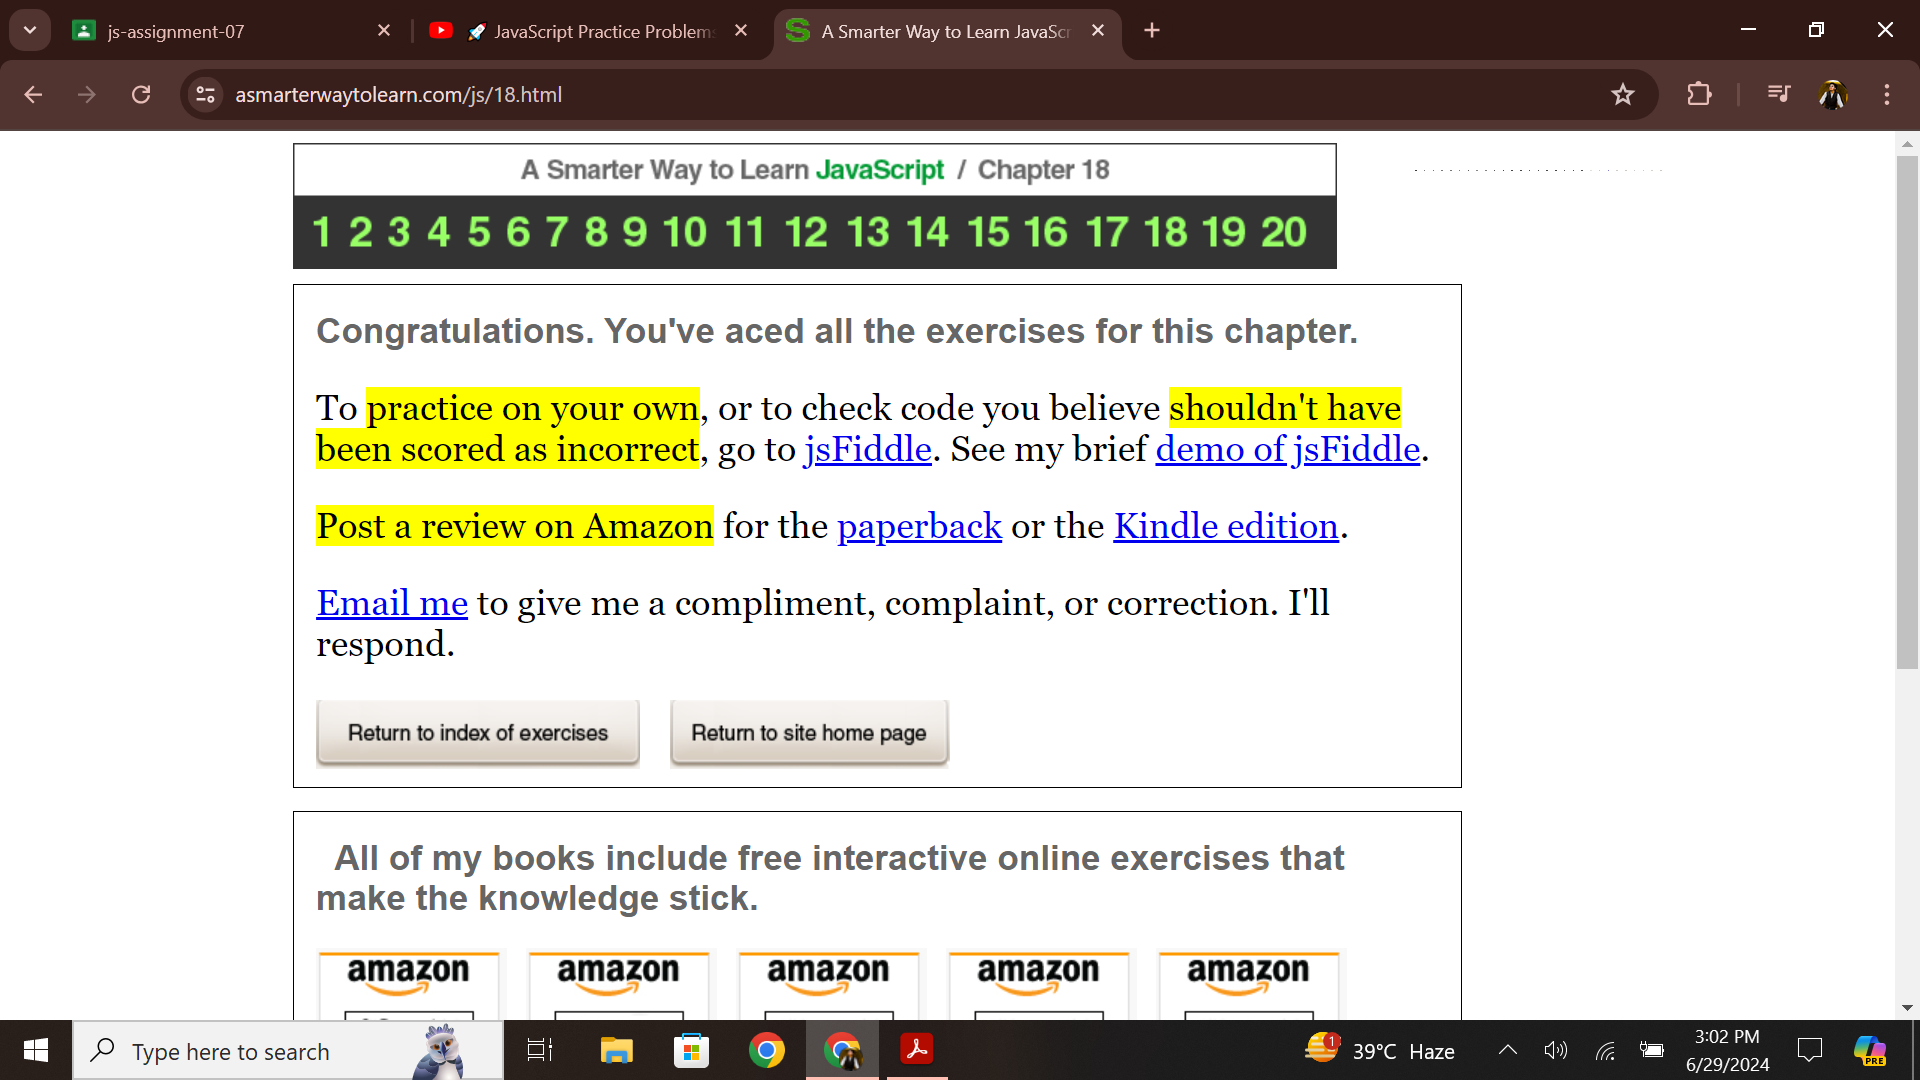 js-assignment-07
JavaScript Practice Problems
A Smarter Way to Learn JavaScr
asmarterwaytolearn.com/js/18.html
A Smarter Way to Learn JavaScript / Chapter 18
1 2 3 4 5 6 7 8 9 10 11 12 13 14 15 16 17 18 19 20
Congratulations. You've aced all the exercises for this chapter.
To practice on your own, or to check code you believe shouldn't have
been scored as incorrect, go to jsFiddle. See my brief demo of jsFiddle.
Post a review on Amazon for the paperback or the Kindle edition.
Email me to give me a compliment, complaint, or correction. I'll
respond.
Return to index of exercises
Return to site home page
All of my books include free interactive online exercises that
make the knowledge stick.
amazon amazon amazon amazon amazon
Type here to search
1
39°C Haze
3:02 PM
6/29/2024
PRE